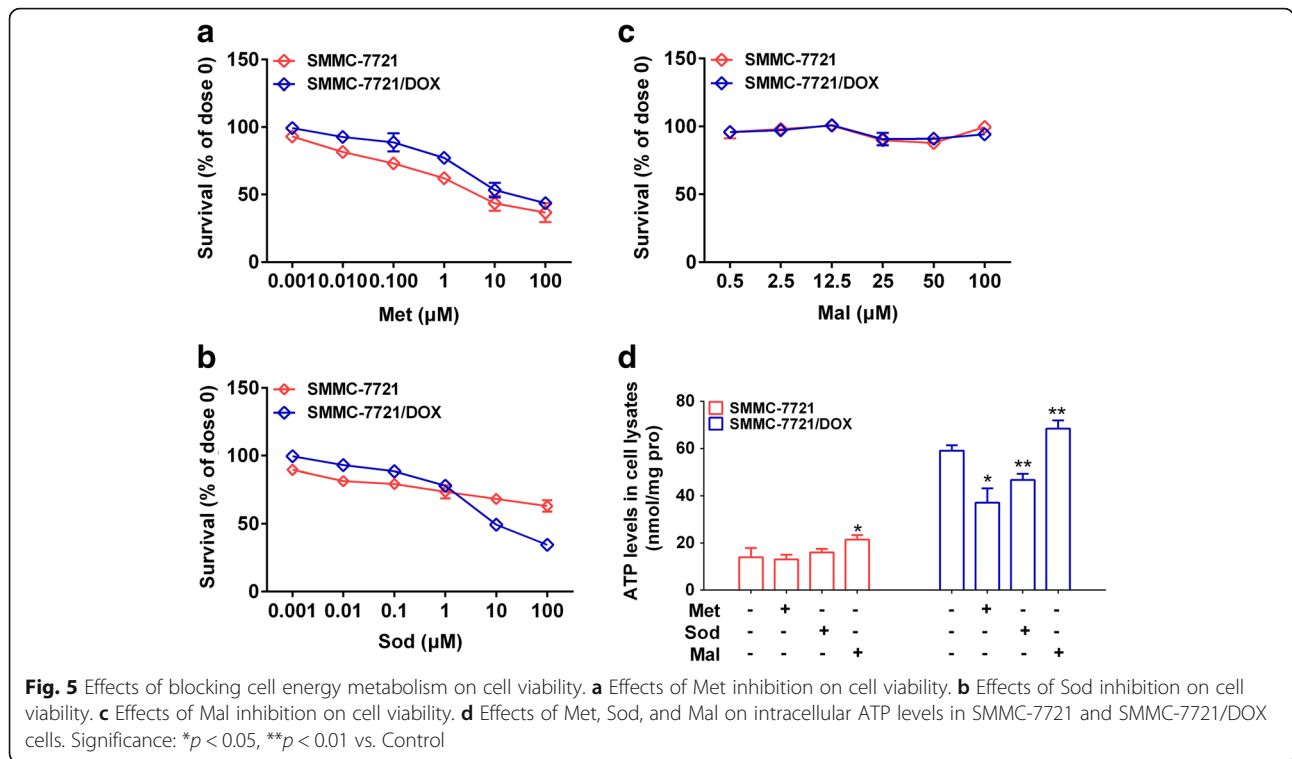 a
150
100
50
0
Survival (% of dose 0)
SMMC-7721
SMMC-7721/DOX
0.001 0.010 0.100 1 10 100
Met (µM)
b
150
100
50
0
Survival (% of dose 0)
SMMC-7721
SMMC-7721/DOX
0.001 0.01 0.1 1 10 100
Sod (µM)
c
150
100
50
0
Survival (% of dose 0)
SMMC-7721
SMMC-7721/DOX
0.5 2.5 12.5 25 50 100
Mal (µM)
d
80
60
40
20
0
ATP levels in cell lysates
(nmol/mg pro)
SMMC-7721
SMMC-7721/DOX
* * ** **
Met - + - - - + - -
Sod - - + - - - + -
Mal - - - + - - - +
Fig. 5 Effects of blocking cell energy metabolism on cell viability. a Effects of Met inhibition on cell viability. b Effects of Sod inhibition on cell
viability. c Effects of Mal inhibition on cell viability. d Effects of Met, Sod, and Mal on intracellular ATP levels in SMMC-7721 and SMMC-7721/DOX
cells. Significance: *p < 0.05, **p < 0.01 vs. Control